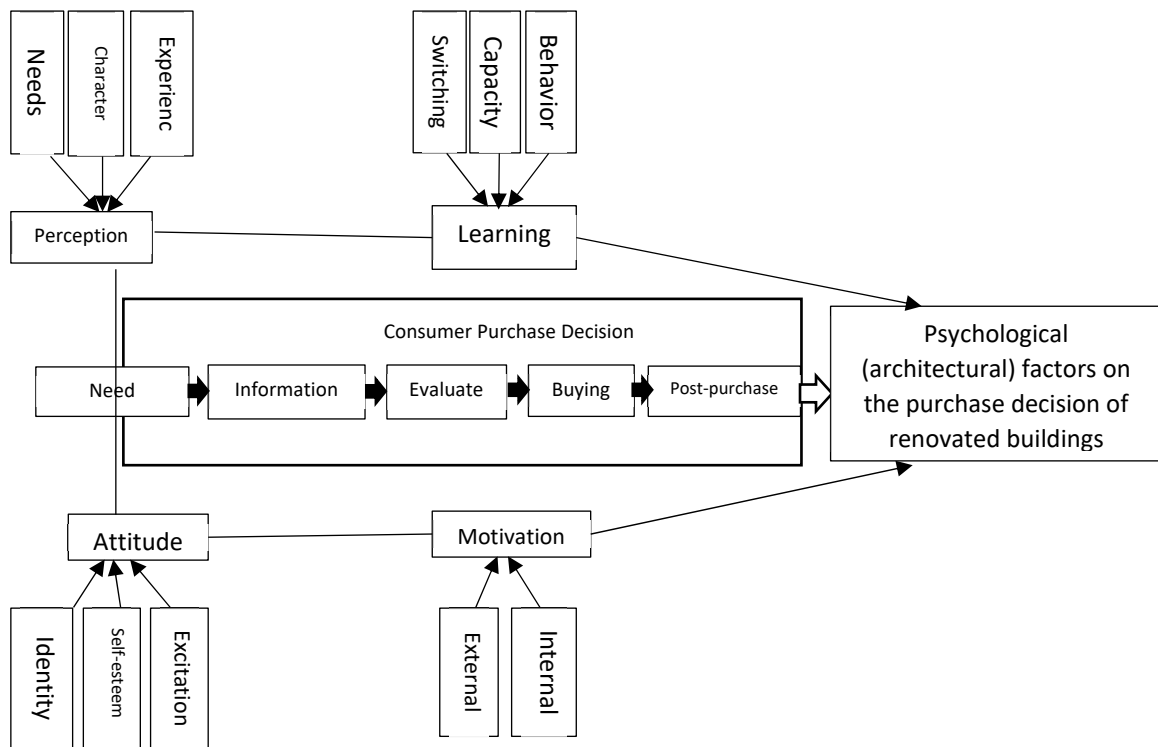 Needs
Character
Experienc
Switching
Capacity
Behavior
Perception
Learning
Consumer Purchase Decision
Need
Information
Evaluate
Buying
Post-purchase
Psychological
(architectural) factors on
the purchase decision of
renovated buildings
Attitude
Motivation
Identity
Self-esteem
Excitation
External
Internal